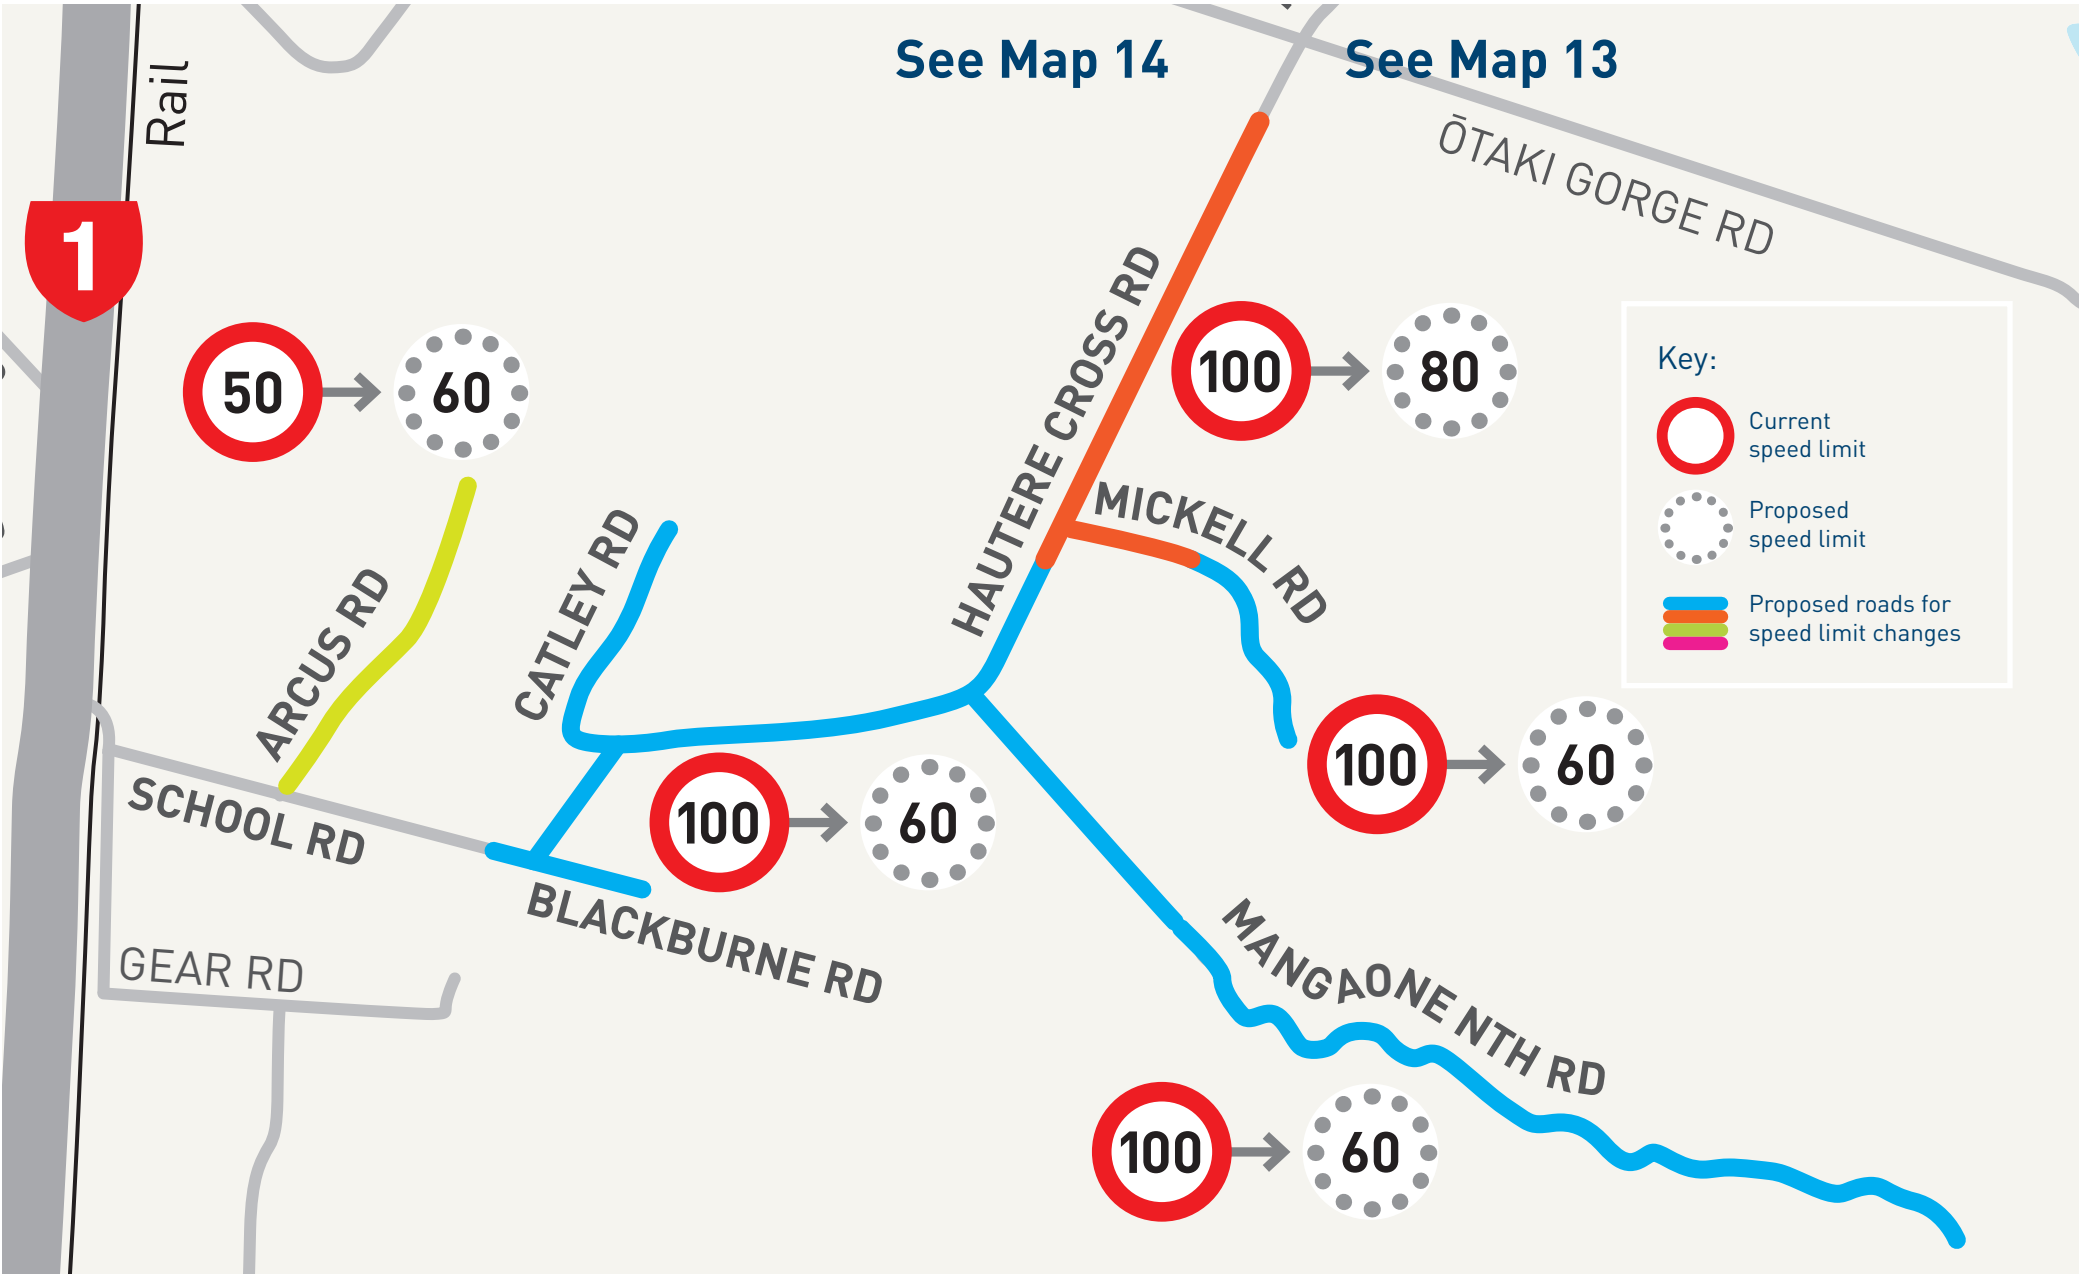 See Map 14
See Map 13
Rail
ŌTAKI GORGE RD
1
HAUTERE CROSS RD
50
60
100
80
Key:
Current
speed limit
Proposed
speed limit
Proposed roads for
speed limit changes
MICKELL RD
CATLEY RD
ARCUS RD
100
60
SCHOOL RD
100
60
BLACKBURNE RD
GEAR RD
MANGAONE NTH RD
100
60